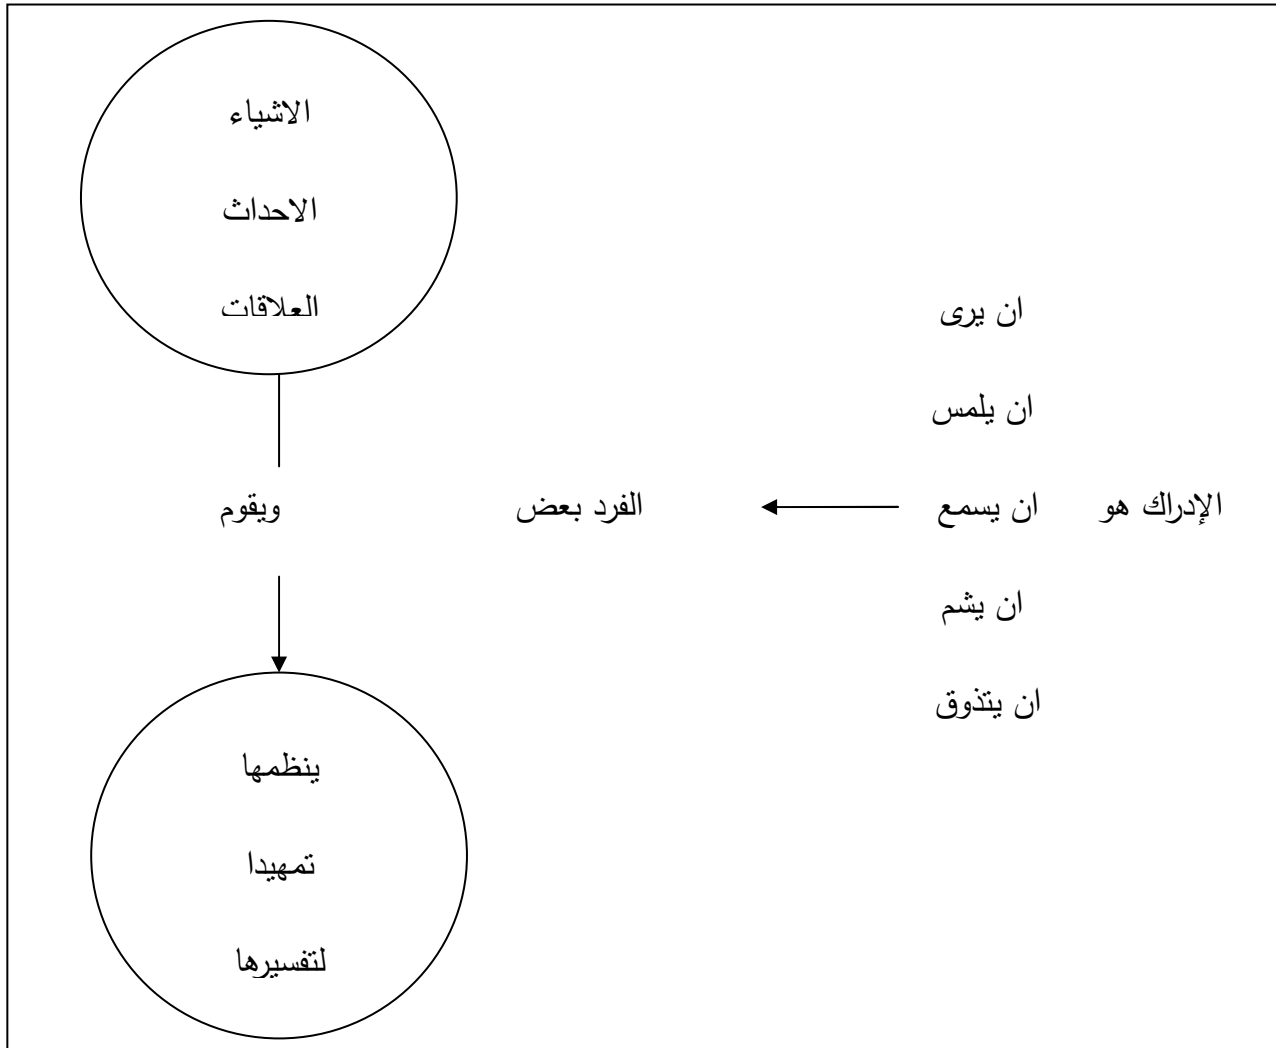 الاشياء
الاحداث
العلاقات
ان يرى
ان يلمس
الإدراك هو ان يسمع الفرد بعض ويقوم
ان يشم
ان يتذوق
ينظمها
تمهيدا
لتفسيرها